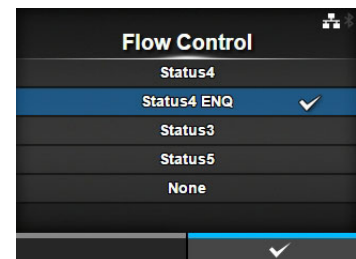 Flow Control
Status4
Status4 ENQ
Status3
Status5
None